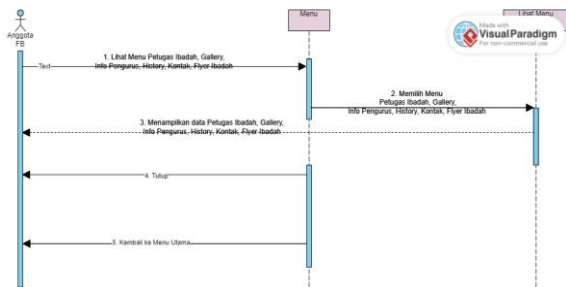 Menu
Lihat Menu
Made with
Visual Paradigm
For non-commercial use
Anggota
FB
Text
1. Lihat Menu Petugas Ibadah, Gallery,
Info Pengurus, History, Kontak, Flyer Ibadah
2. Memilih Menu
Petugas Ibadah, Gallery,
Info Pengurus, History, Kontak, Flyer Ibadah
3. Menampilkan data Petugas Ibadah, Gallery,
Info Pengurus, History, Kontak, Flyer Ibadah
4. Tutup
5. Kembali ke Menu Utama